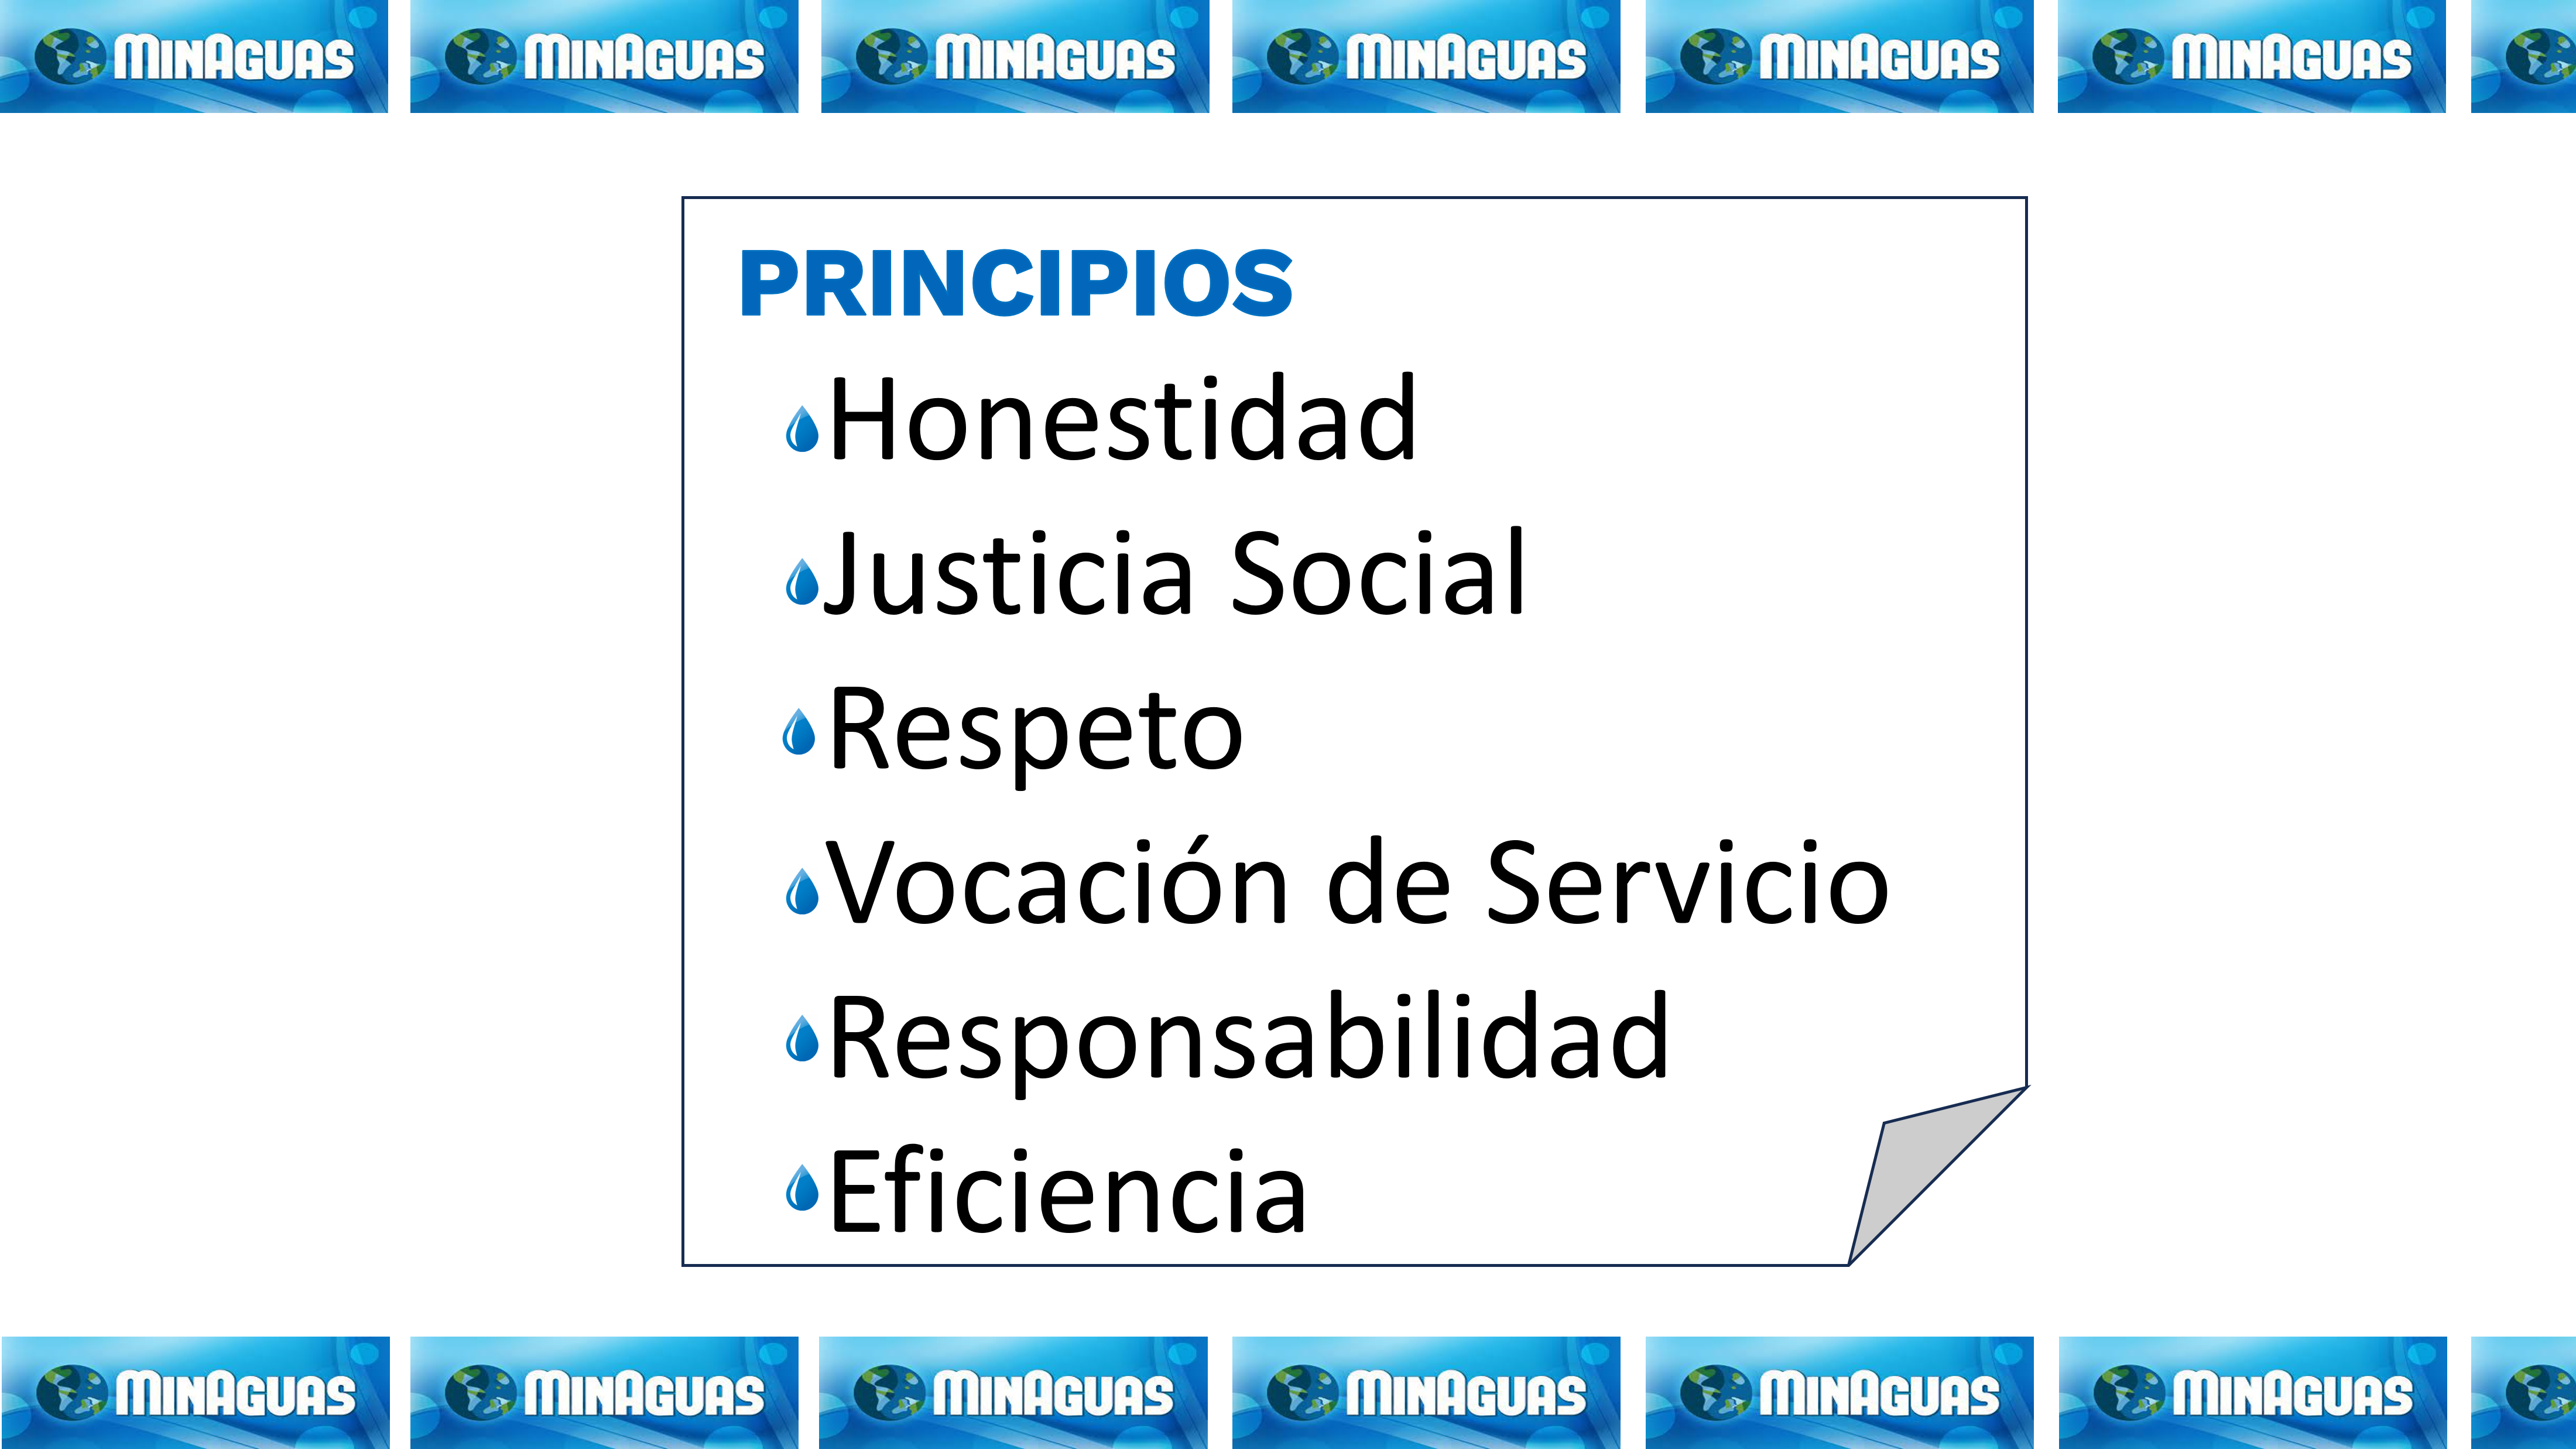 MINAGUAS MINAGUAS MINAGUAS MINAGUAS MINAGUAS MINAGUAS
PRINCIPIOS
Honestidad
Justicia Social
Respeto
Vocación de Servicio
Responsabilidad
Eficiencia
MINAGUAS MINAGUAS MINAGUAS MINAGUAS MINAGUAS MINAGUAS